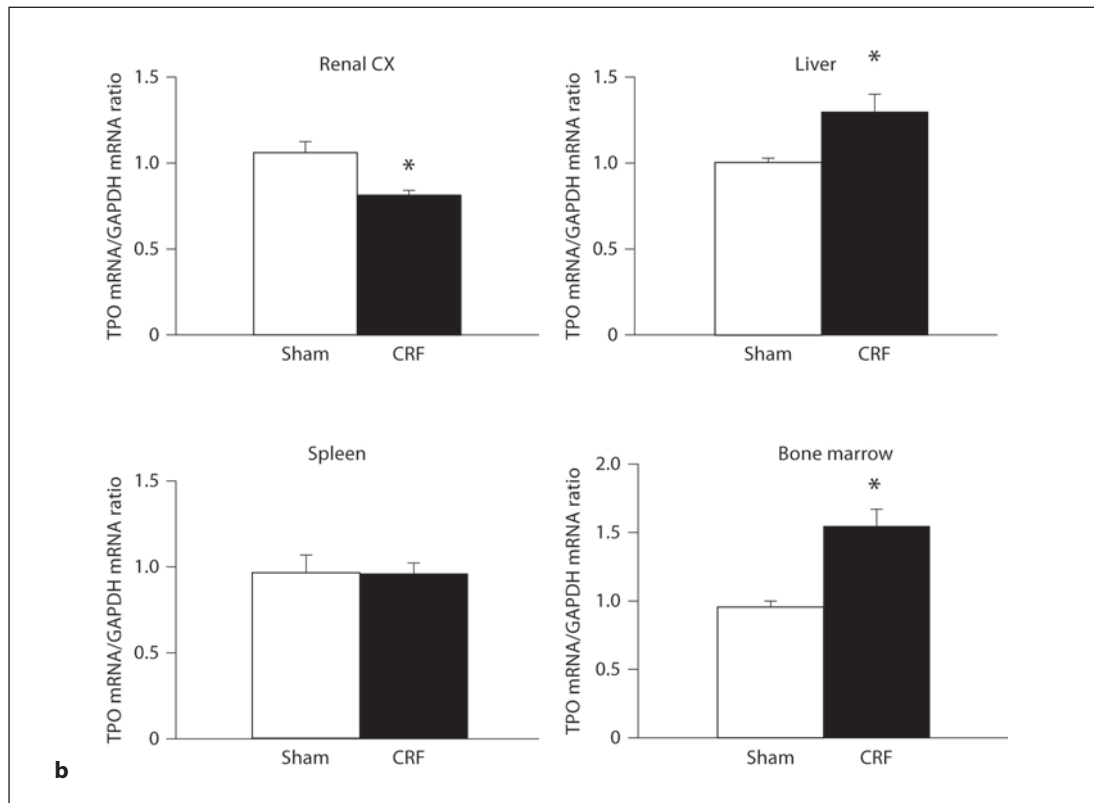 Renal CX
TPO mRNA/GAPDH mRNA ratio
1.5
1.0
0.5
0
*
Sham CRF
Liver
TPO mRNA/GAPDH mRNA ratio
1.5
1.0
0.5
0
*
Sham CRF
Spleen
TPO mRNA/GAPDH mRNA ratio
1.5
1.0
0.5
0
Sham CRF
Bone marrow
TPO mRNA/GAPDH mRNA ratio
2.0
1.5
1.0
0.5
0
*
Sham CRF
b